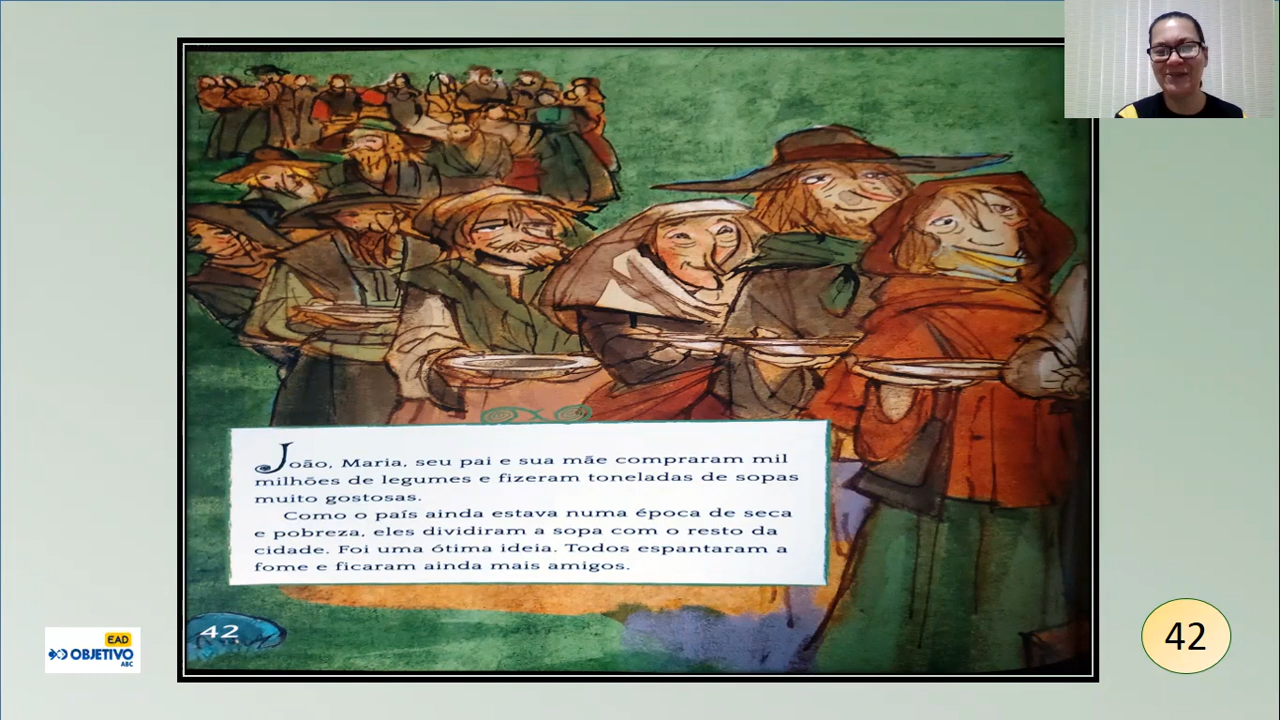 João, Maria, seu pai e sua mãe compraram mil
milhões de legumes e fizeram toneladas de sopas
muito gostosas.
Como o país ainda estava numa época de seca
e pobreza, eles dividiram a sopa com o resto da
cidade. Foi uma ótima ideia. Todos espantaram a
fome e ficaram ainda mais amigos.
42
EAD
OBJETIVO
ABC
42